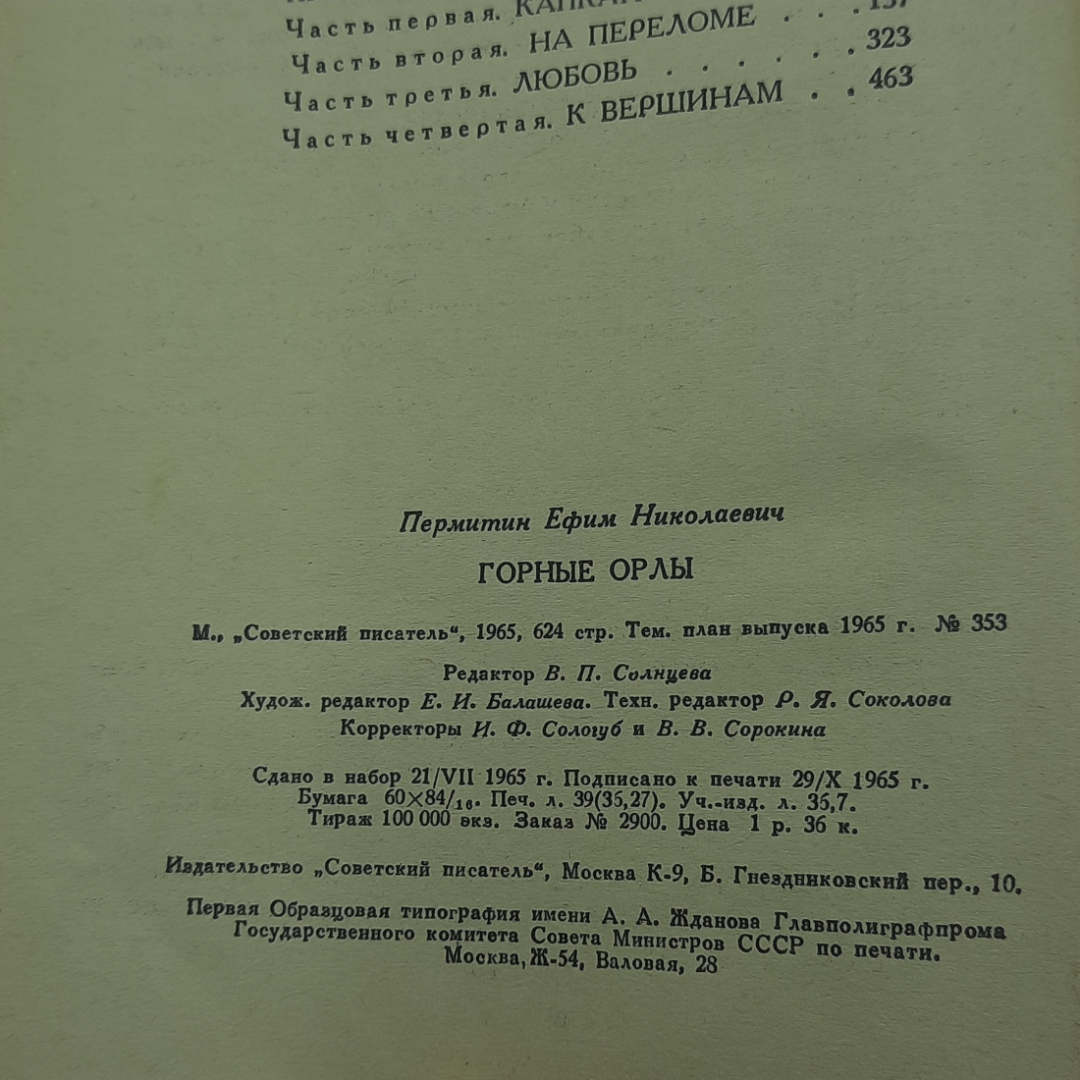 Часть первая.
Часть вторая. НА ПЕРЕЛОМЕ . . .
Часть третья. ЛЮБОВЬ . . . . . . 323
Часть четвертая. К ВЕРШИНАМ . . 463
Пермитин Ефим Николаевич
ГОРНЫЕ ОРЛЫ
М., „Советский писатель“, 1965, 624 стр. Тем. план выпуска 1965 г. № 353
Редактор В. П. Солнцева
Худож. редактор Е. И. Балашева. Техн. редактор Р. Я. Соколова
Корректоры И. Ф. Сологуб и В. В. Сорокина
Сдано в набор 21/VII 1965 г. Подписано к печати 29/X 1965 г.
Бумага 60×84/16. Печ. л. 39(35,27). Уч.-изд. л. 35,7.
Тираж 100 000 экз. Заказ № 2900. Цена 1 р. 36 к.
Издательство „Советский писатель“, Москва К-9, Б. Гнездниковский пер., 10.
Первая Образцовая типография имени А. А. Жданова Главполиграфпрома
Государственного комитета Совета Министров СССР по печати.
Москва, Ж-54, Валовая, 28